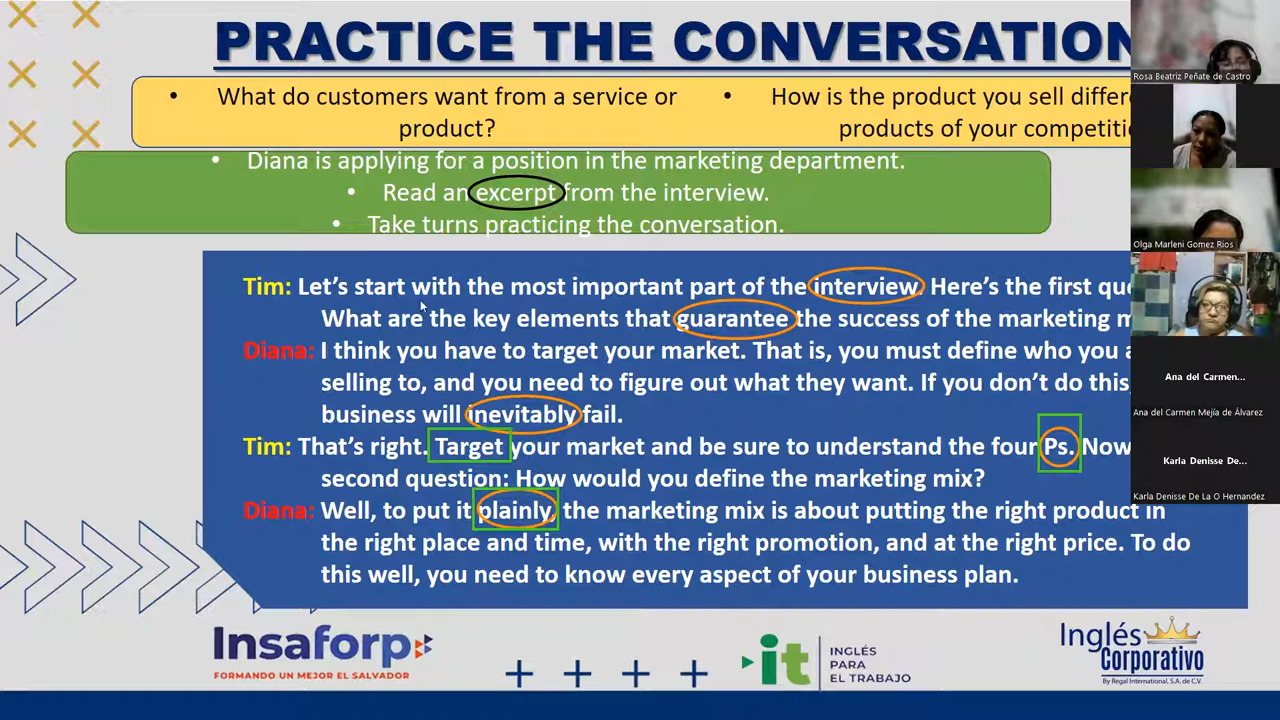 PRACTICE THE CONVERSATION
• What do customers want from a service or
product?
• How is the product you sell
products of your
• Diana is applying for a position in the marketing department.
• Read an excerpt from the interview.
• Take turns practicing the conversation.
Tim: Let's start with the most important part of the interview. Here's the first
What are the key elements that guarantee the success of the marketing
Diana: I think you have to target your market. That is, you must define who you
selling to, and you need to figure out what they want. If you don't do this,
business will inevitably fail.
Tim: That's right. Target your market and be sure to understand the four Ps. Now
second question: How would you define the marketing mix?
Diana: Well, to put it plainly, the marketing mix is about putting the right product in
the right place and time, with the right promotion, and at the right price. To do
this well, you need to know every aspect of your business plan.
Rosa Beatriz Peñate de Castro
Olga Marleni Gomez Rios
Ana del Carmen...
Ana del Carmen Mejía de Álvarez
Karla Denisse De...
Karla Denisse De La O Hernandez
Insaforp
FORMANDO UN MEJOR EL SALVADOR
it
INGLÉS
PARA
EL TRABAJO
Inglés
Corporativo
By Regal International, S.A. de C.V.